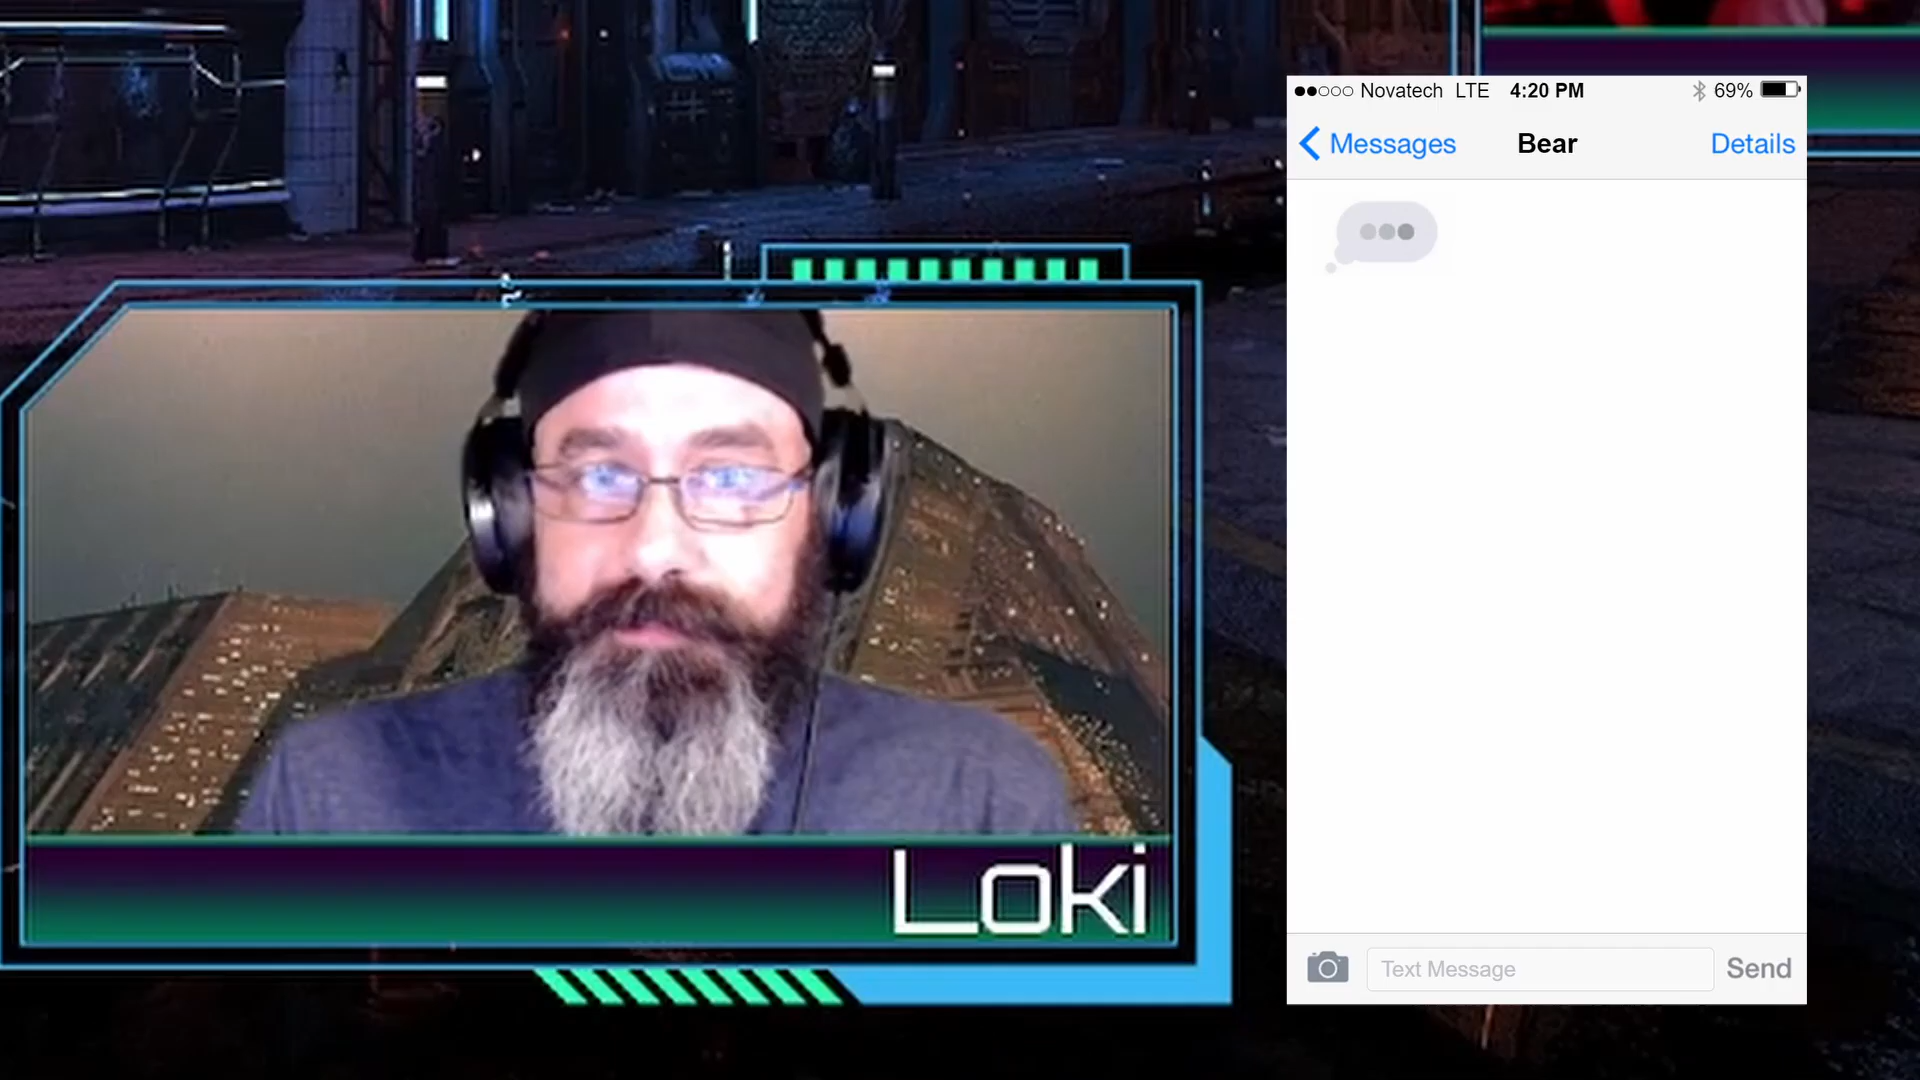 Novatech LTE 4:20 PM 69%
Messages Bear Details
Loki
Text Message Send